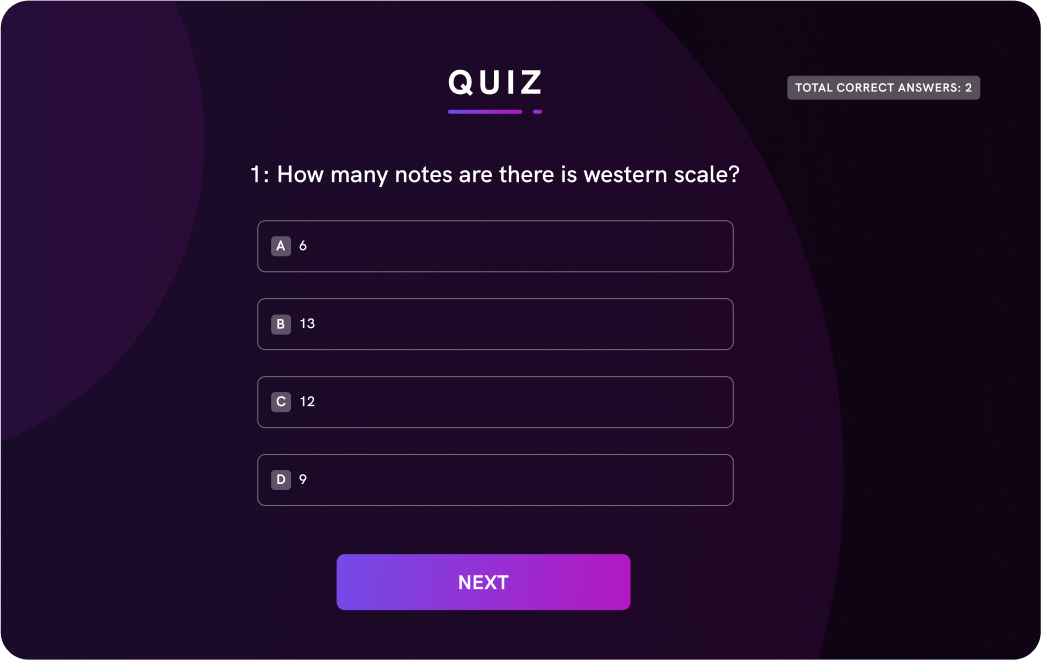 QUIZ
TOTAL CORRECT ANSWERS: 2
1: How many notes are there is western scale?
A 6
B 13
C 12
D 9
NEXT